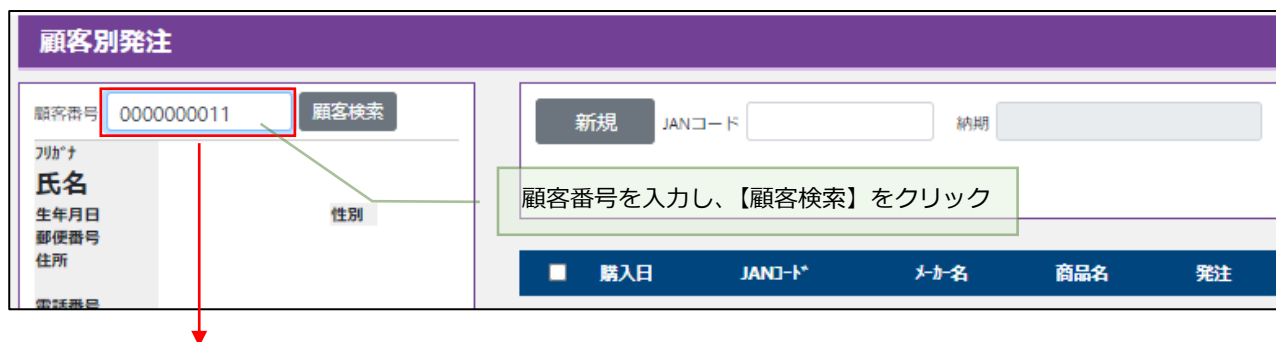 顧客別発注
顧客番号 0000000011 顧客検索
ﾌﾘｶﾞﾅ
氏名
生年月日 性別
郵便番号
住所
電話番号
新規 JANコード 納期
顧客番号を入力し、【顧客検索】をクリック
購入日 JANｺｰﾄﾞ ﾒｰｶｰ名 商品名 発注